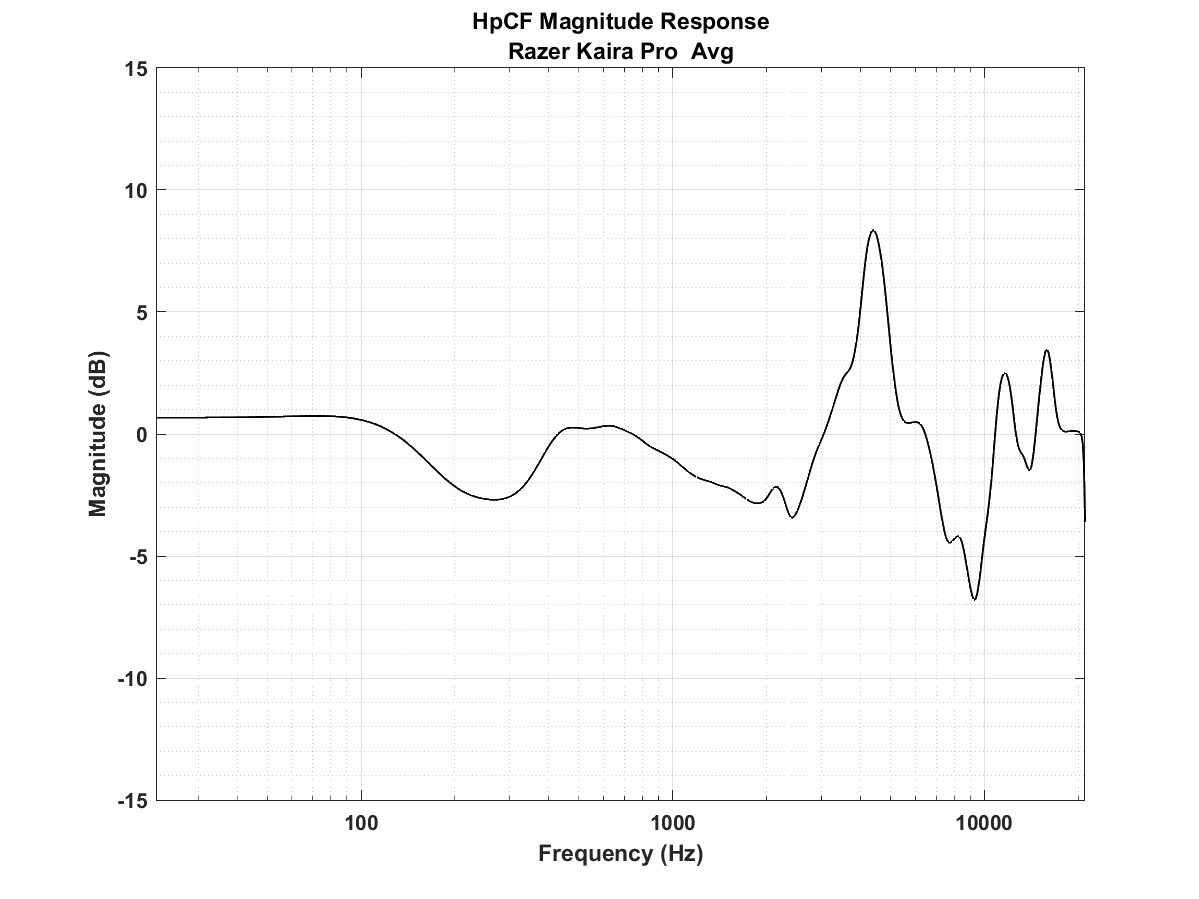 HpCF Magnitude Response
Razer Kaira Pro  Avg
15
10
5
0
-5
-10
-15
Magnitude (dB)
100
1000
10000
Frequency (Hz)